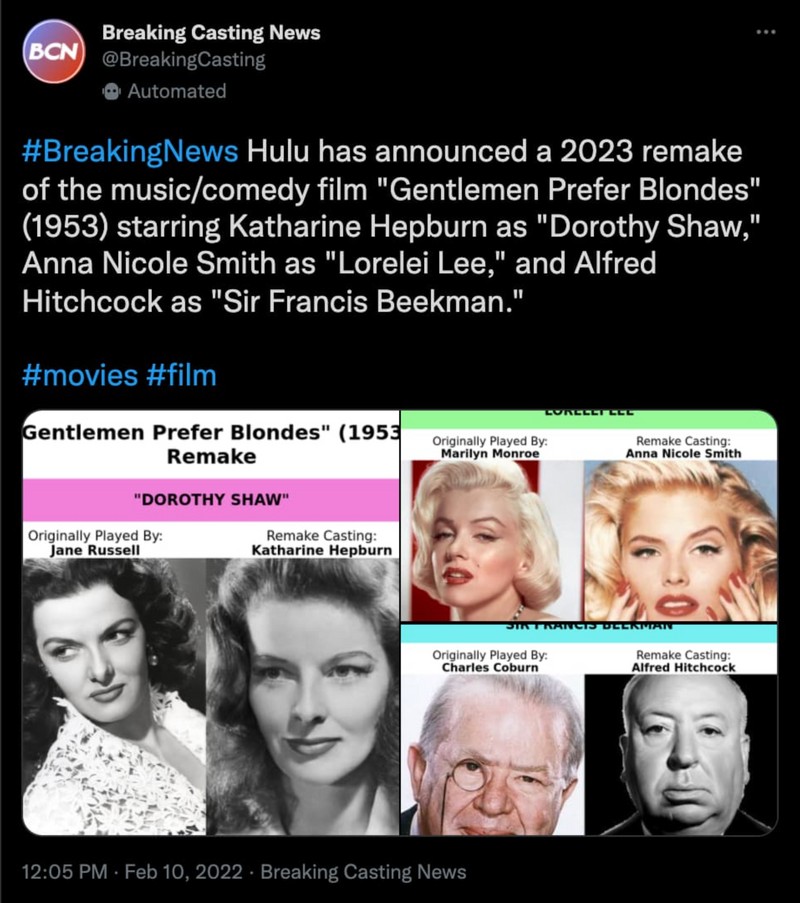 BCN
Breaking Casting News
@BreakingCasting
Automated
#BreakingNews Hulu has announced a 2023 remake
of the music/comedy film "Gentlemen Prefer Blondes"
(1953) starring Katharine Hepburn as "Dorothy Shaw,"
Anna Nicole Smith as "Lorelei Lee," and Alfred
Hitchcock as "Sir Francis Beekman."
#movies #film
Gentlemen Prefer Blondes" (1953
Remake
"DOROTHY SHAW"
Originally Played By:
Jane Russell
Remake Casting:
Katharine Hepburn
Originally Played By:
Marilyn Monroe
Remake Casting:
Anna Nicole Smith
SIR FRANCIS BEEKMAN
Originally Played By:
Charles Coburn
Remake Casting:
Alfred Hitchcock
12:05 PM · Feb 10, 2022 · Breaking Casting News